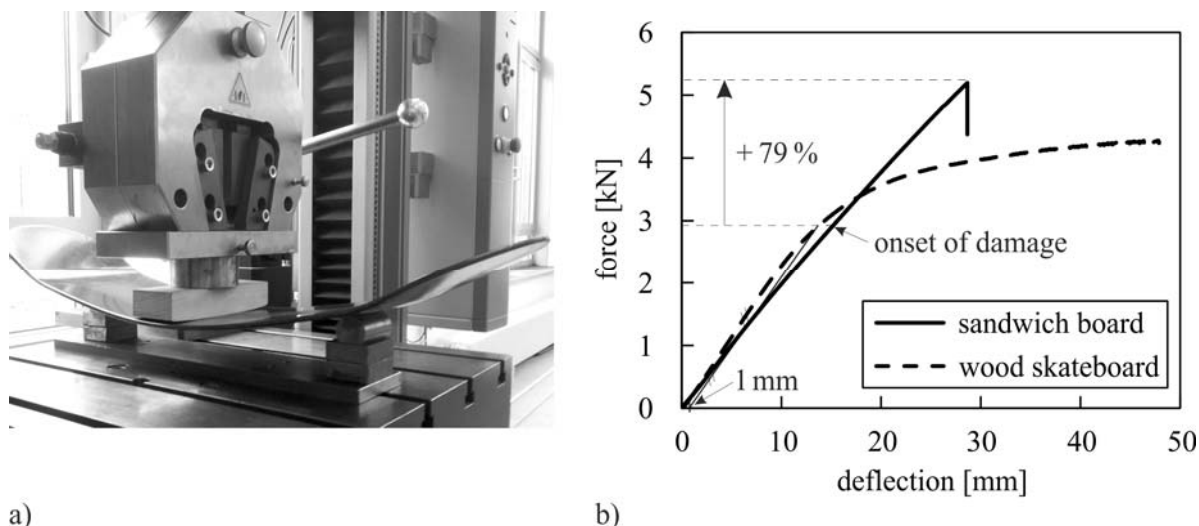 6
5
4
3
2
1
0
force [kN]
+ 79 %
onset of damage
sandwich board
wood skateboard
1 mm
0 10 20 30 40 50
deflection [mm]
a) b)